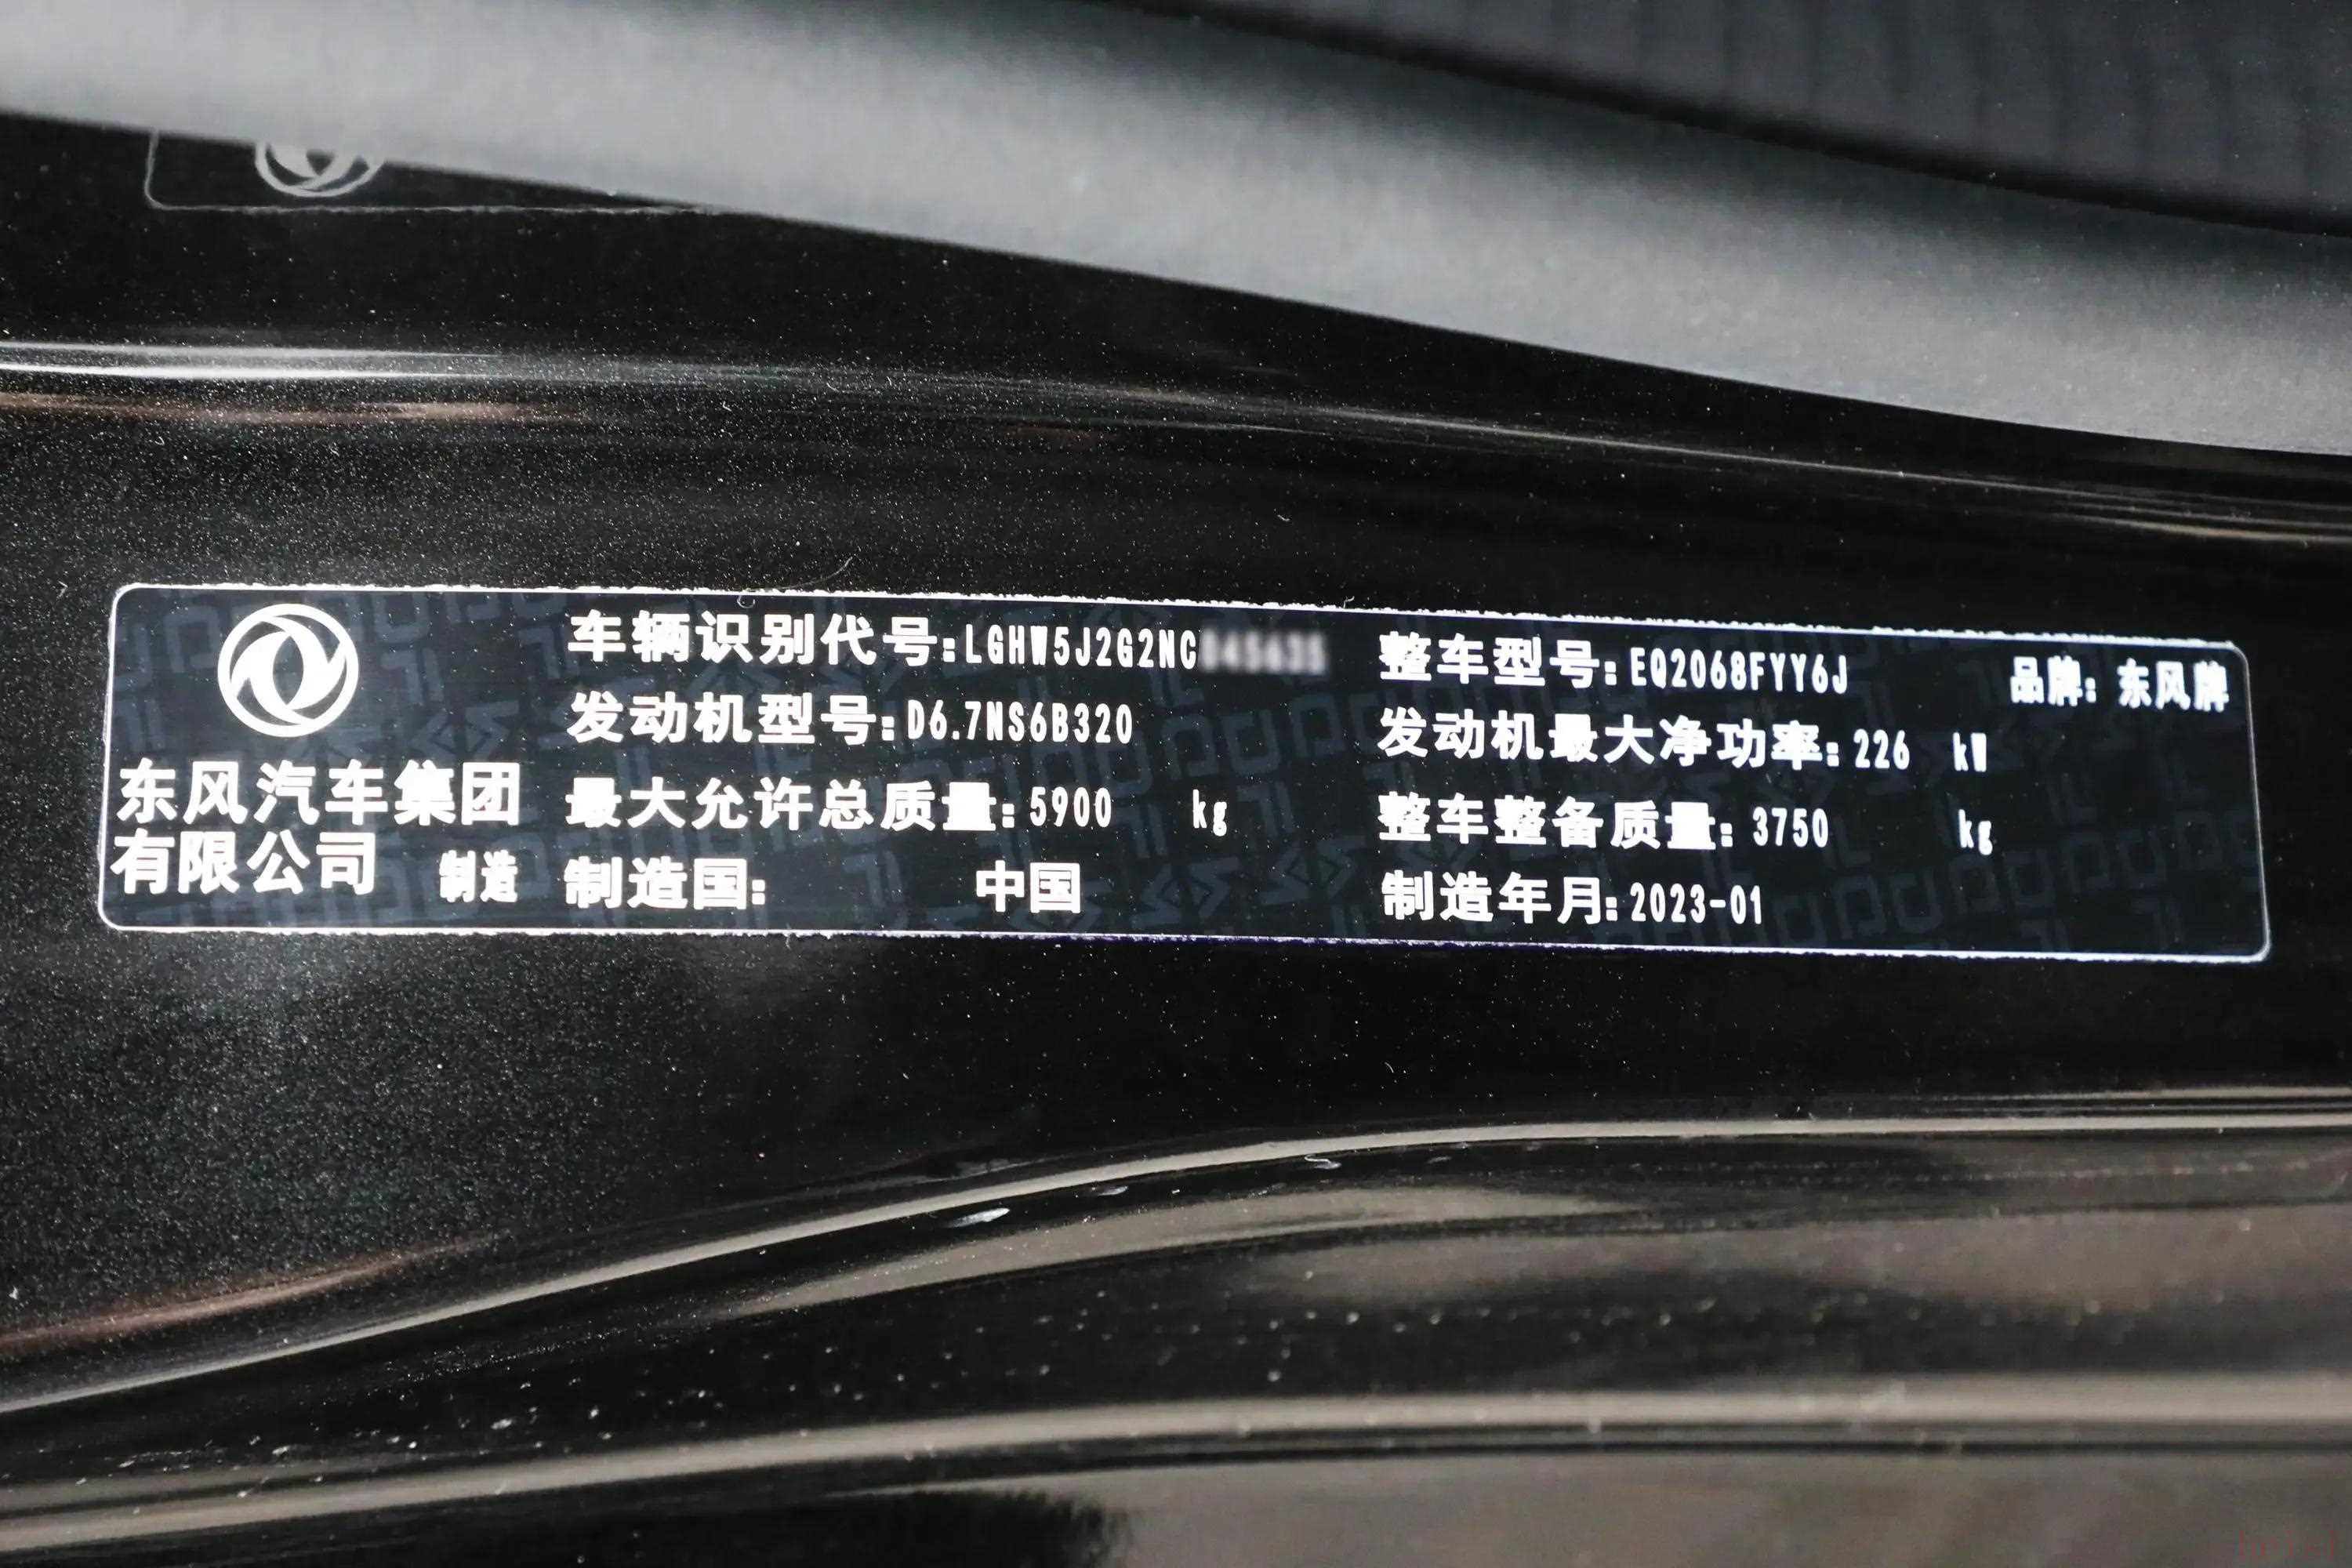 车辆识别代号:LGHW5J2G2NC
整车型号:EQ2068FYY6J
品牌:东风牌
发动机型号:D6.7NS6B320
发动机最大净功率:226 kW
东风汽车集团
有限公司 制造
最大允许总质量:5900 kg
整车整备质量:3750 kg
制造国: 中国
制造年月:2023-01